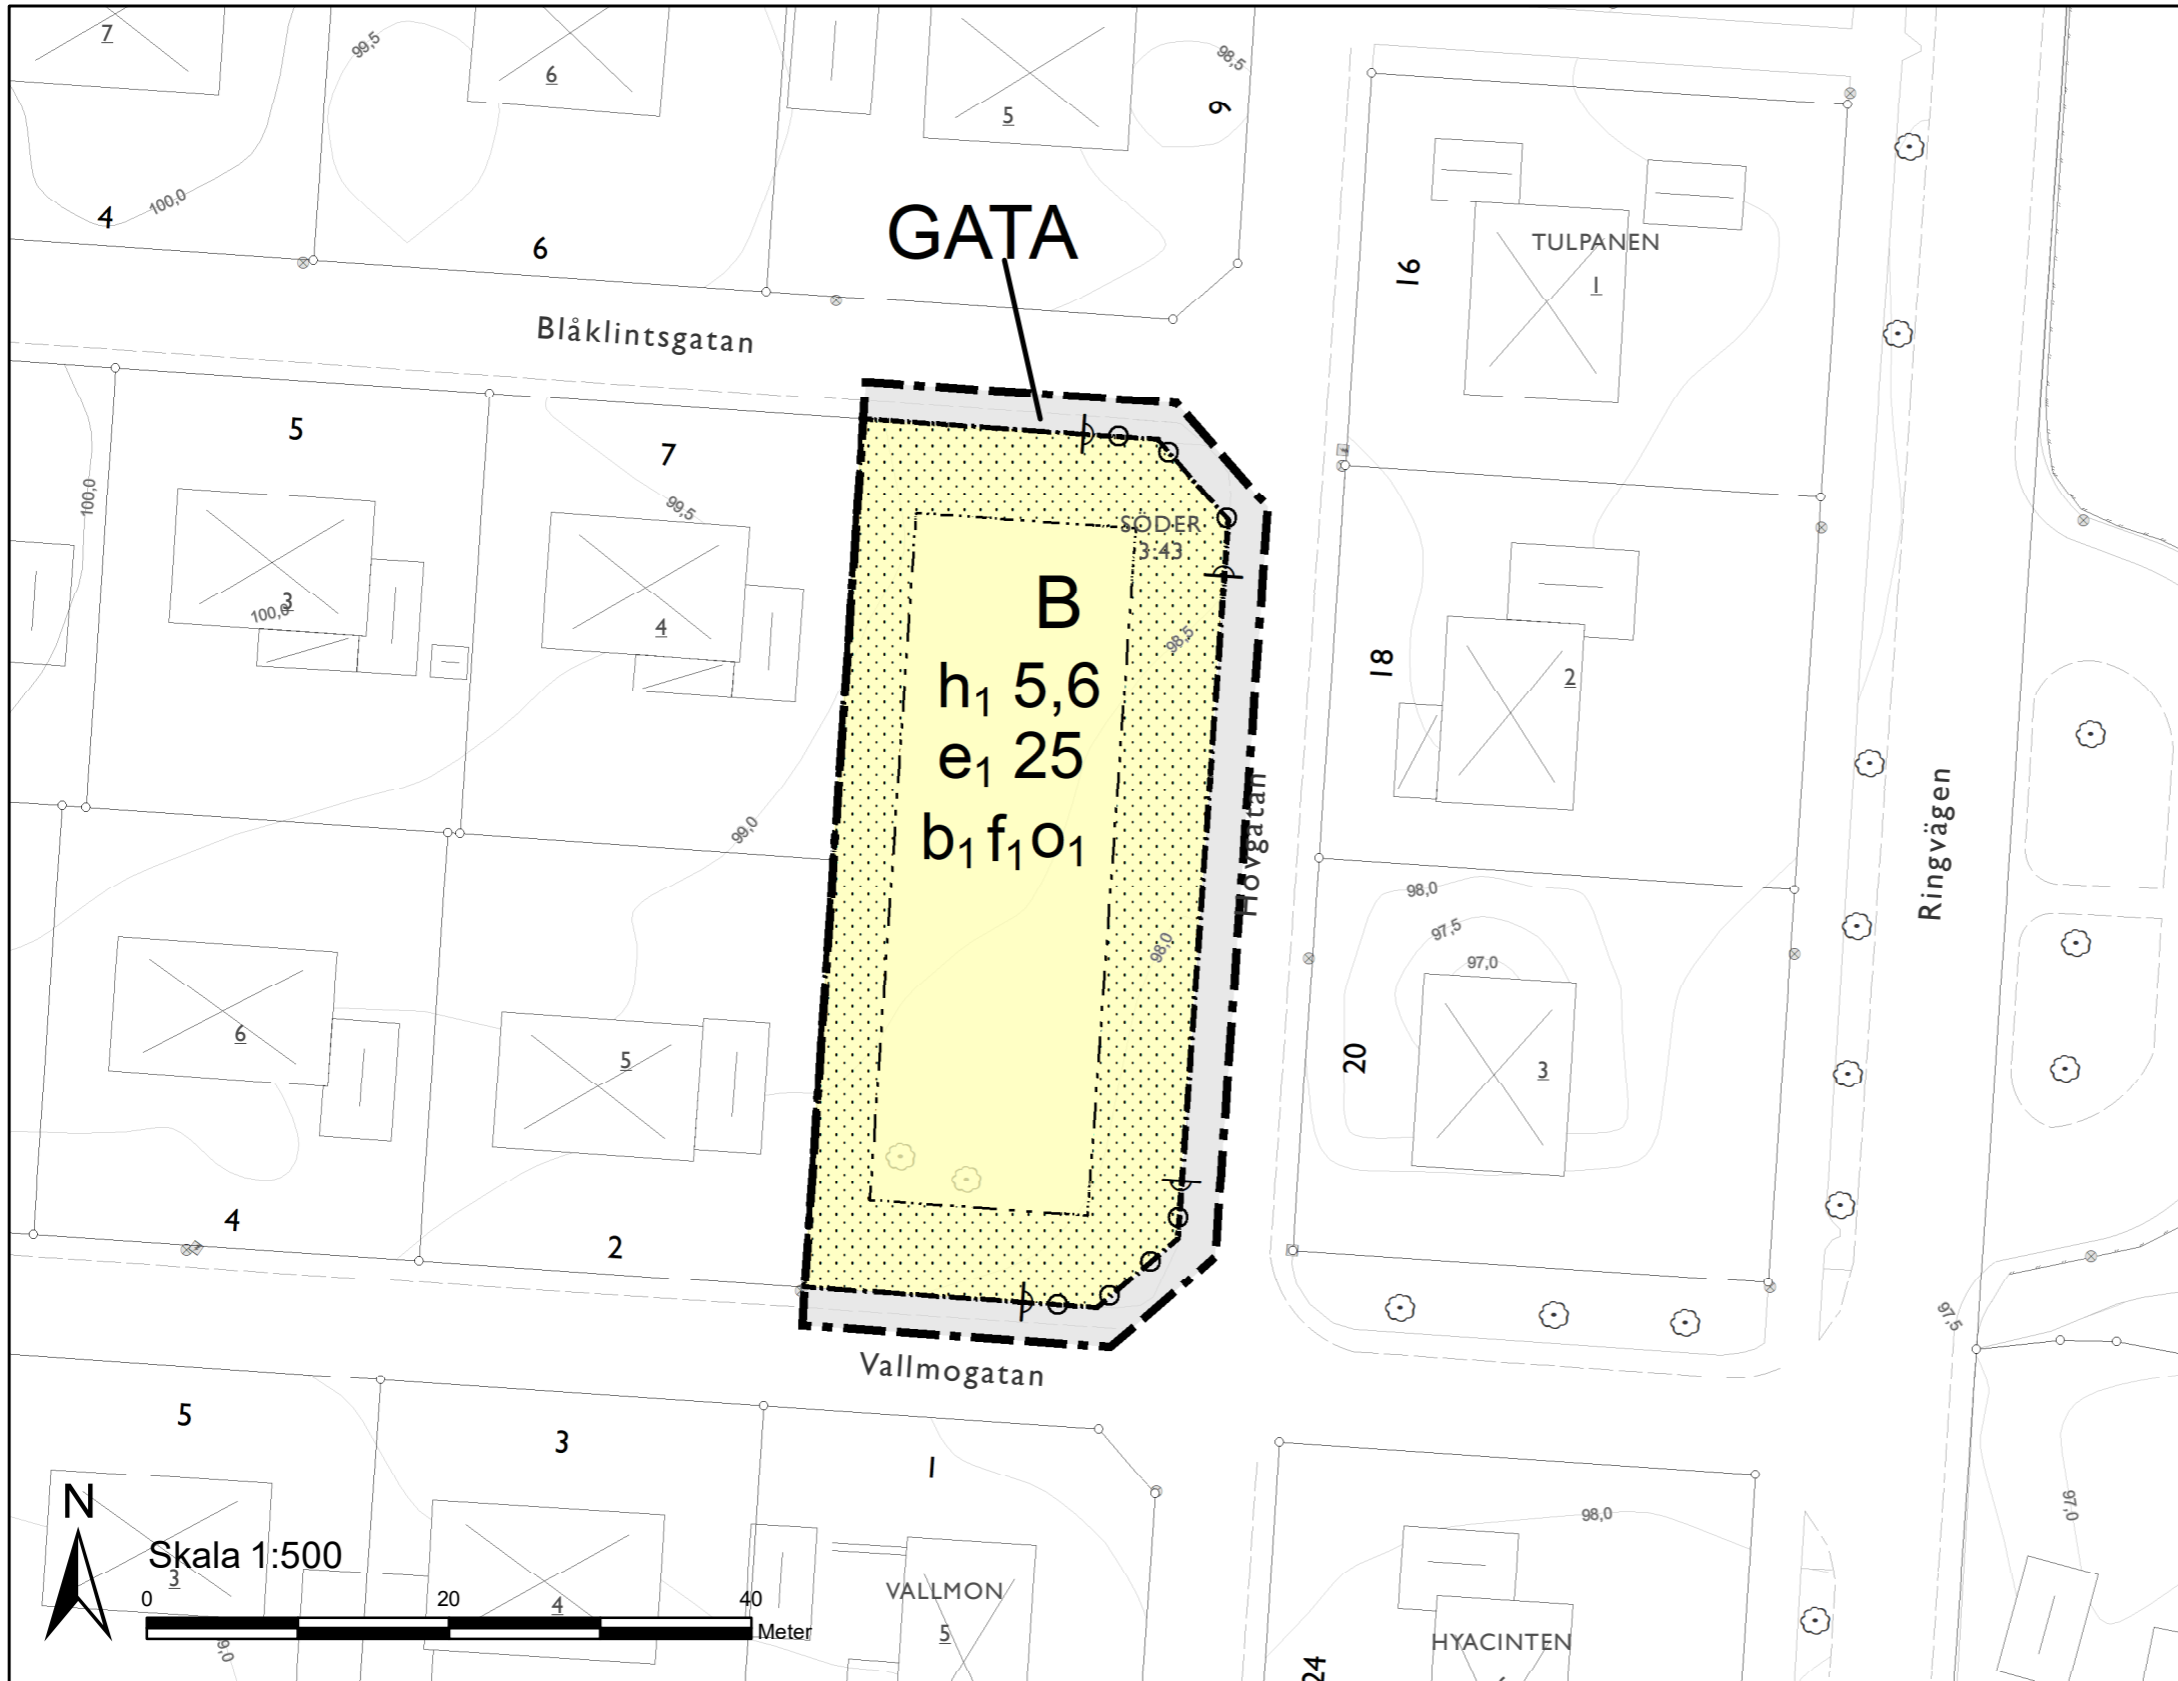 7
99,5
6
5
98,5
9
4
100,0
6
GATA
TULPANEN
16
1
Blåklintsgatan
5
7
100,0
99,5
SÖDER
3:43
B
3
100,0
4
98,5
18
2
h₁ 5,6
e₁ 25
b₁ f₁ o₁
99,0
Hovgatan
Ringvägen
98,0
97,5
97,0
98,0
6
5
20
3
4
2
97,5
Vallmogatan
5
3
1
N
Skala 1:500
98,0
97,0
3
0
20
40
4
VALLMON
Meter
5
HYACINTEN
24